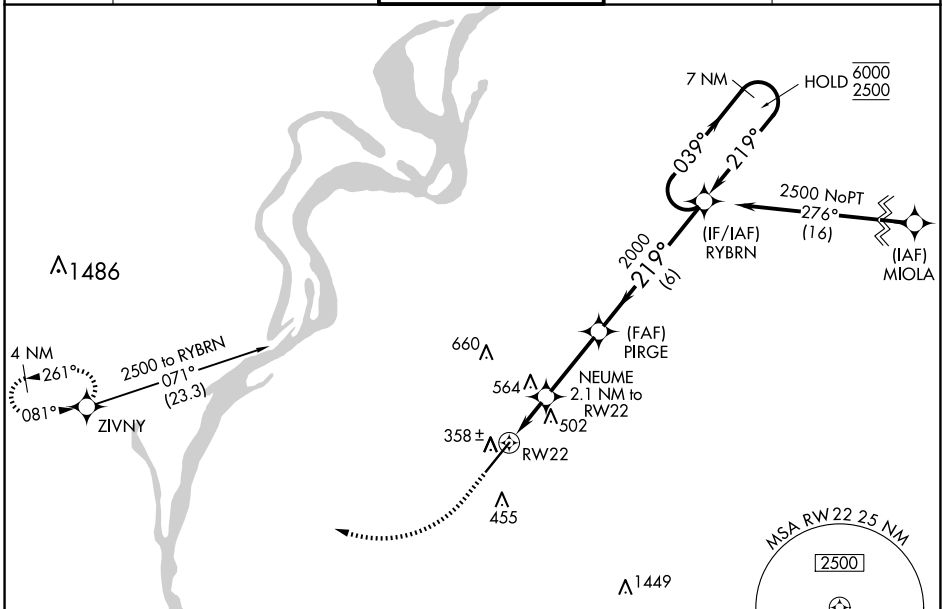 7 NM
HOLD 6000
2500
039°
219°
2500 NoPT
276°
(16)
(IF/IAF)
RYBRN
(IAF)
MIOLA
2000
219°
(6)
1486
4 NM
261°
081°
ZIVNY
2500 to RYBRN
071°
(23.3)
(FAF)
PIRGE
660
564
NEUME
2.1 NM to
RW22
502
358±
RW22
455
1449
MSA RW22 25 NM
2500